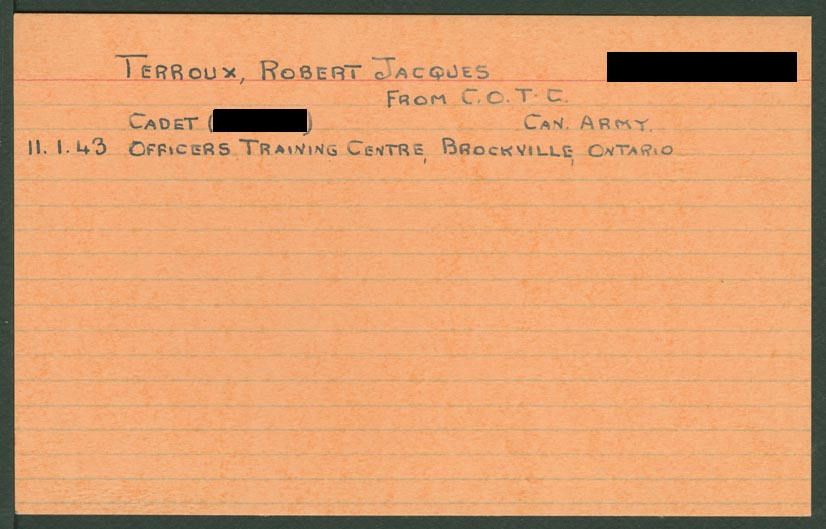 TERROUX, ROBERT JACQUES
FROM C.O.T.C.
CADET ( ) CAN. ARMY.
11.1.43 OFFICERS TRAINING CENTRE, BROCKVILLE, ONTARIO